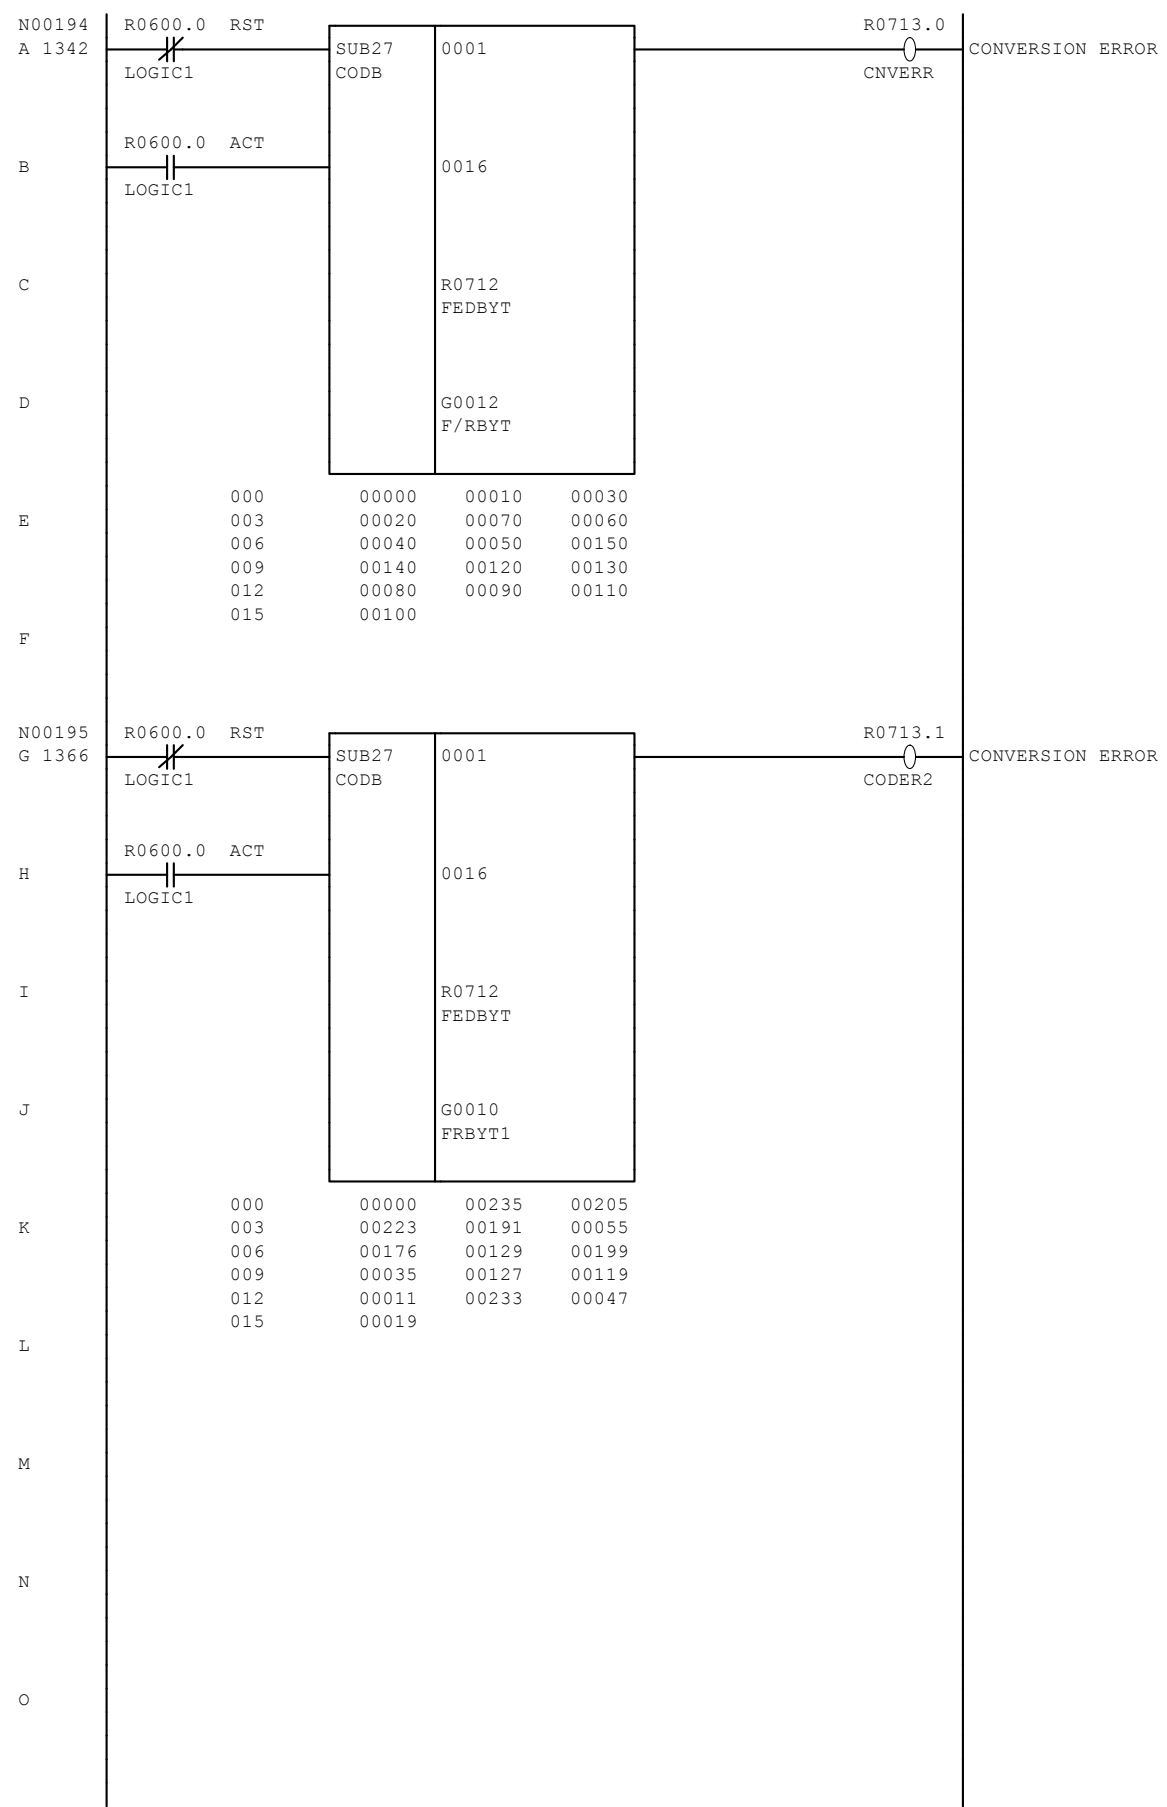 N00194 R0600.0 RST R0713.0
A 1342 SUB27 0001 CONVERSION ERROR
LOGIC1 CODB CNVERR
R0600.0 ACT
B 0016
LOGIC1
C R0712
FEDBYT
D G0012
F/RBYT
000 00000 00010 00030
E 003 00020 00070 00060
006 00040 00050 00150
009 00140 00120 00130
012 00080 00090 00110
015 00100
F
N00195 R0600.0 RST R0713.1
G 1366 SUB27 0001 CONVERSION ERROR
LOGIC1 CODB CODER2
R0600.0 ACT
H 0016
LOGIC1
I R0712
FEDBYT
J G0010
FRBYT1
000 00000 00235 00205
K 003 00223 00191 00055
006 00176 00129 00199
009 00035 00127 00119
012 00011 00233 00047
015 00019
L
M
N
O